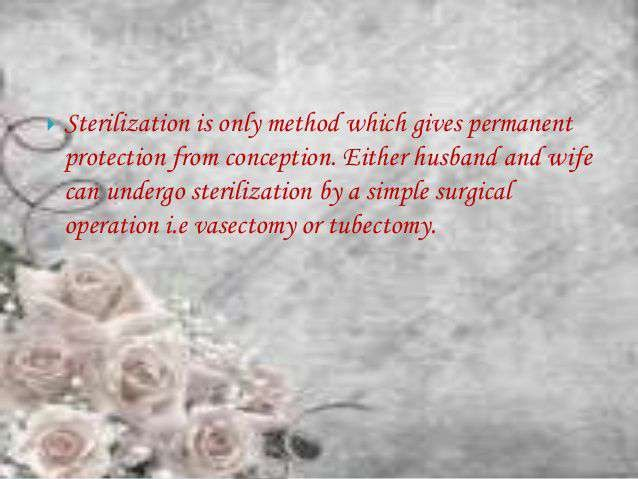 Sterilization is only method which gives permanent
protection from conception. Either husband and wife
can undergo sterilization by a simple surgical
operation i.e vasectomy or tubectomy.